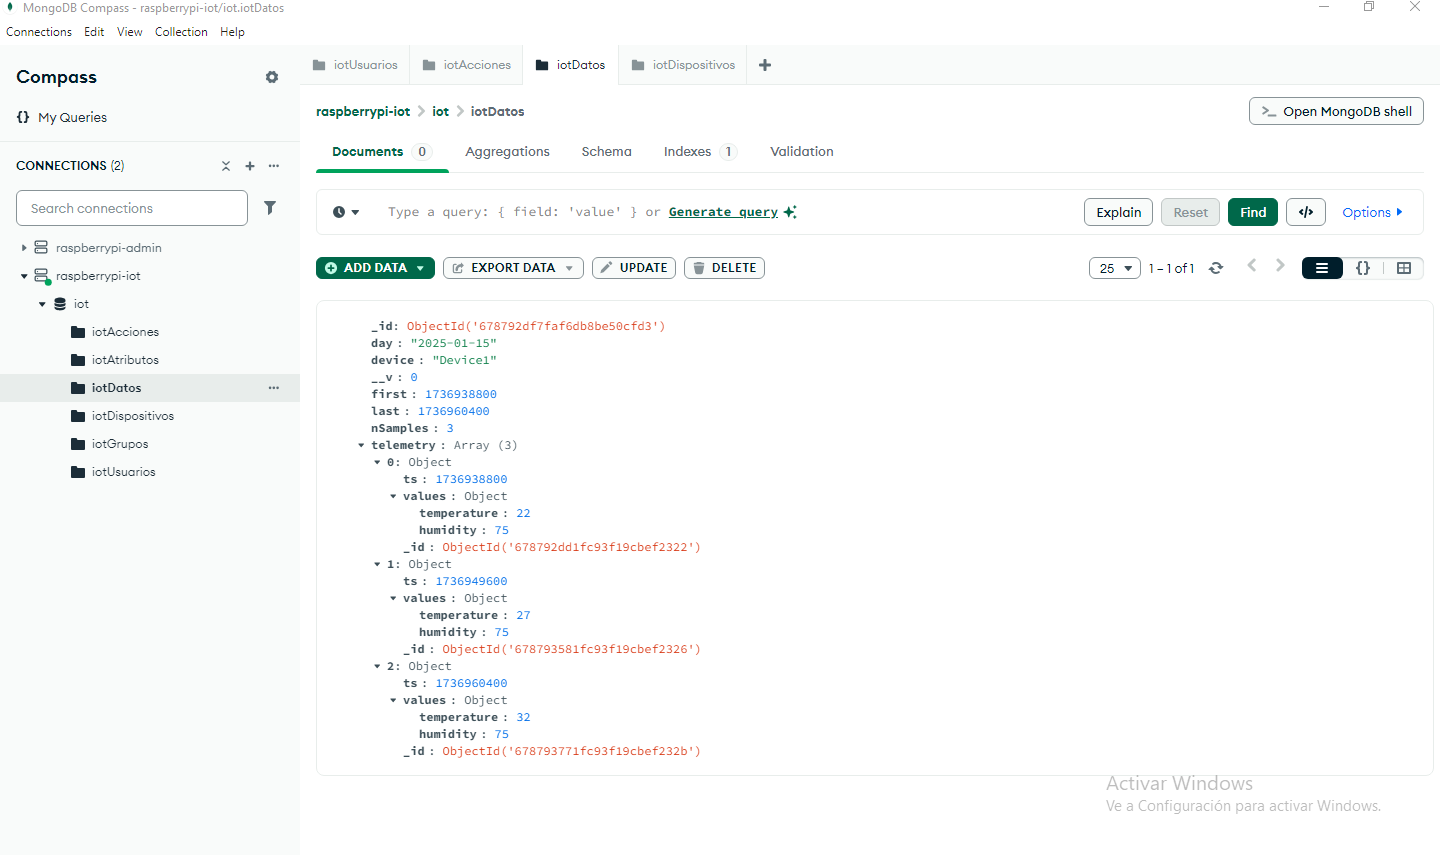 MongoDB Compass - raspberrypi-iot/iot.iotDatos
Connections Edit View Collection Help
Compass
{} My Queries
CONNECTIONS (2)
Search connections
raspberrypi-admin
raspberrypi-iot
iot
iotAcciones
iotAtributos
iotDatos
iotDispositivos
iotGrupos
iotUsuarios
iotUsuarios iotAcciones iotDatos iotDispositivos
raspberrypi-iot > iot > iotDatos
>_ Open MongoDB shell
Documents 0 Aggregations Schema Indexes 1 Validation
Type a query: { field: 'value' } or Generate query
Explain Reset Find </> Options
ADD DATA EXPORT DATA UPDATE DELETE
25 1 – 1 of 1 {}
_id: ObjectId('678792df7faf6db8be50cfd3')
day : "2025-01-15"
device : "Device1"
__v : 0
first : 1736938800
last : 1736960400
nSamples : 3
telemetry : Array (3)
0: Object
ts : 1736938800
values : Object
temperature : 22
humidity : 75
_id : ObjectId('678792dd1fc93f19cbef2322')
1: Object
ts : 1736949600
values : Object
temperature : 27
humidity : 75
_id : ObjectId('678793581fc93f19cbef2326')
2: Object
ts : 1736960400
values : Object
temperature : 32
humidity : 75
_id : ObjectId('678793771fc93f19cbef232b')
Activar Windows
Ve a Configuración para activar Windows.